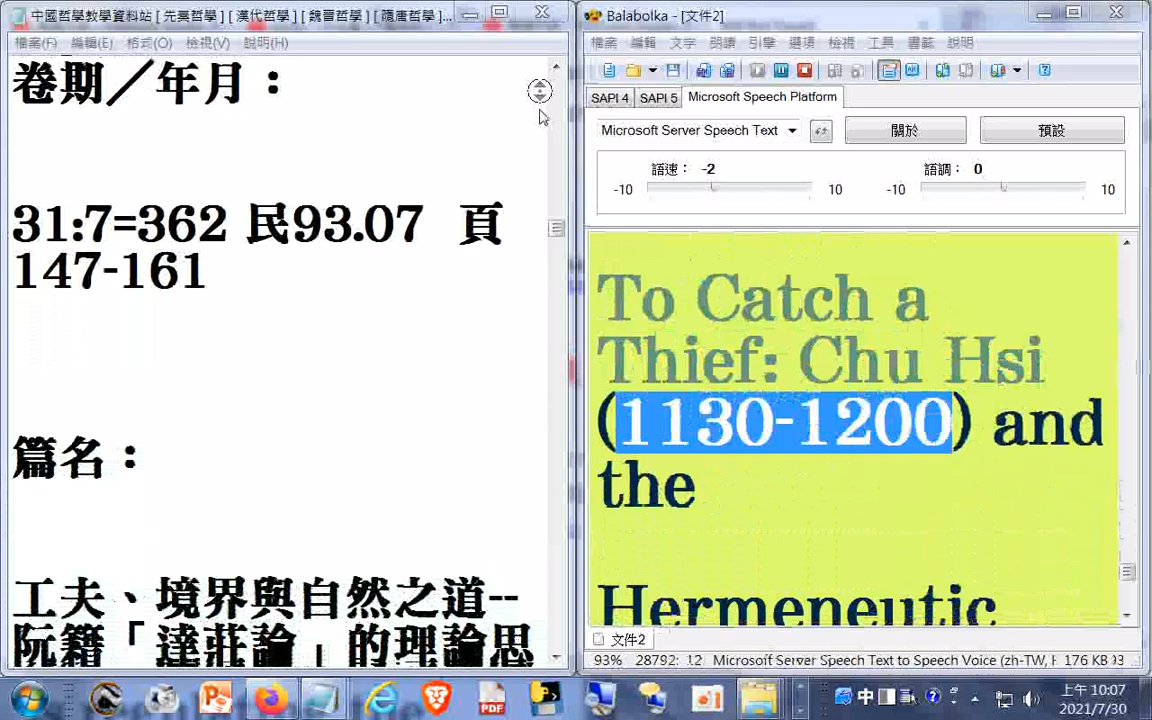 中國哲學教學資料站 [ 先秦哲學 ] [ 漢代哲學 ] [ 魏晉哲學 ] [ 隋唐哲學 ]...
檔案(F) 編輯(E) 格式(O) 檢視(V) 說明(H)
卷期／年月：
31:7=362 民93.07 頁
147-161
篇名：
工夫、境界與自然之道--
阮籍「達莊論」的理論思
Balabolka - [文件2]
檔案 編輯 文字 朗讀 引擎 選項 檢視 工具 書籤 說明
SAPI 4 SAPI 5 Microsoft Speech Platform
Microsoft Server Speech Text 關於 預設
語速： -2 語調： 0
-10 10 -10 10
To Catch a
Thief: Chu Hsi
(1130-1200) and
the
Hermeneutic
文件2
93% 28792: Microsoft Server Speech Text to Speech Voice (zh-TW, 176 KB
PDF
中
上午 10:07
2021/7/30